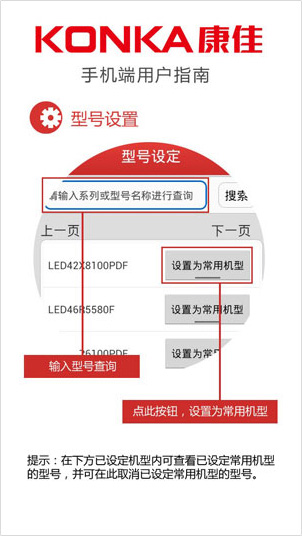 KONKA康佳
手机端用户指南
型号设置
型号设定
输入系列或型号名称进行查询
搜索
上一页
下一页
LED42X8100PDF
设置为常用机型
LED46R5580F
设置为常用机型
26100PDF
设置为常
输入型号查询
点此按钮，设置为常用机型
提示：在下方已设定机型内可查看已设定常用机型
的型号，并可在此取消已设定常用机型的型号。